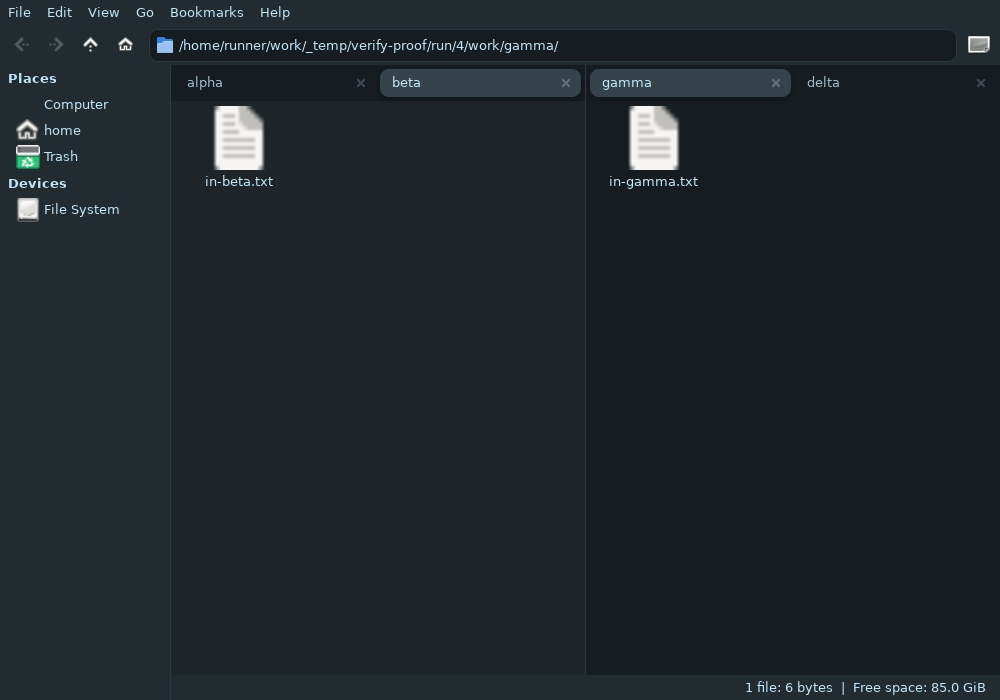 File Edit View Go Bookmarks Help
/home/runner/work/_temp/verify-proof/run/4/work/gamma/
Places
Computer
home
Trash
Devices
File System
alpha
beta
in-beta.txt
gamma
delta
in-gamma.txt
1 file: 6 bytes | Free space: 85.0 GiB